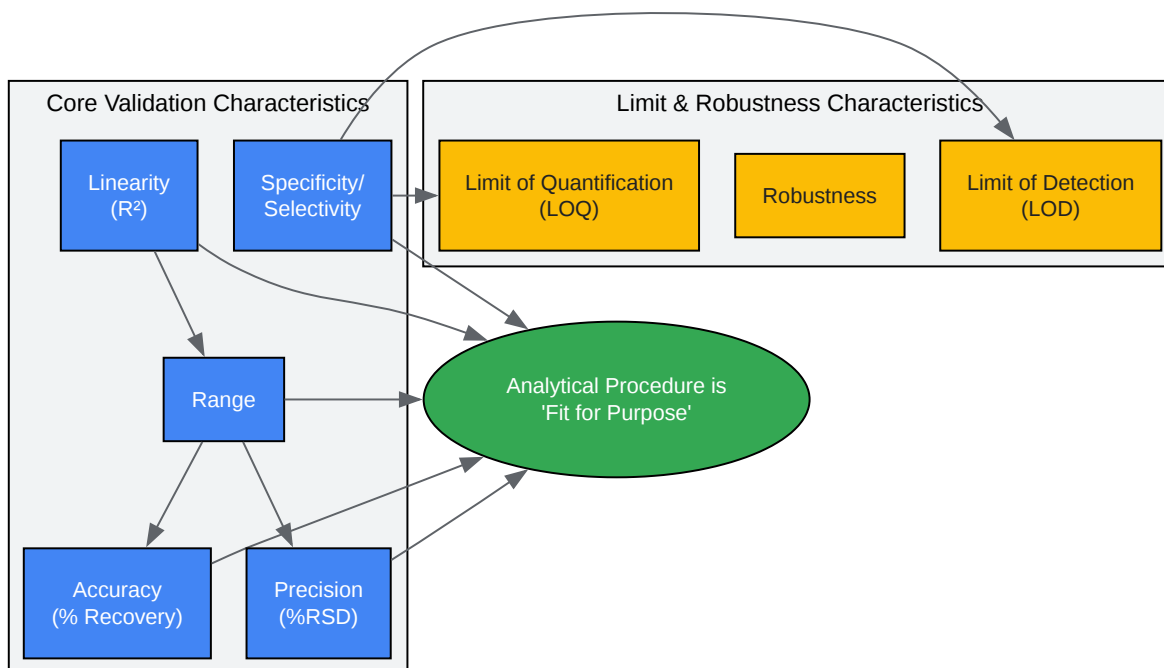 Core Validation Characteristics
Limit & Robustness Characteristics
Linearity
(R²)
Specificity/
Selectivity
Limit of Quantification
(LOQ)
Robustness
Limit of Detection
(LOD)
Range
Analytical Procedure is
'Fit for Purpose'
Accuracy
(% Recovery)
Precision
(%RSD)